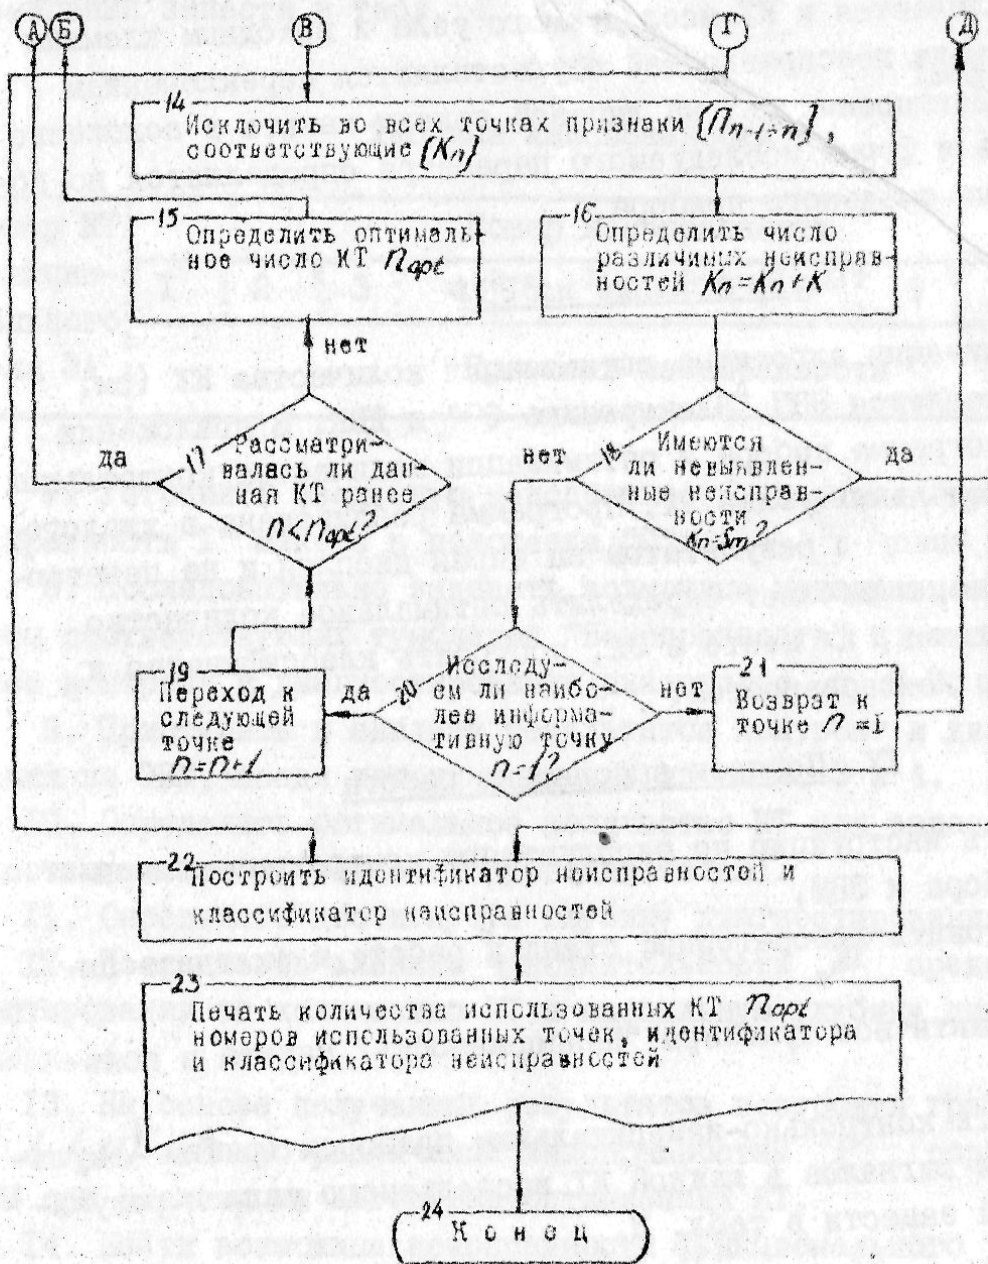 А Б В Г Д
14
Исключить во всех точках признаки {Пn-1÷n},
соответствующие {Kn}
15
Определить оптималь-
ное число КТ nopt
16
Определить число
различимых неисправ-
ностей Kn=Kn+K
нет
да
17
Рассматри-
валась ли дан-
ная КТ ранее
n<nopt?
нет
18
Имеются
ли невыявлен-
ные неисправ-
ности
Kn=Sm?
да
19
Переход к
следующей
точке
n=n+1
да
20
Исследу-
ем ли наибо-
лее информа-
тивную точку
n=1?
нет
21
Возврат к
точке n=1
22
Построить идентификатор неисправностей и
классификатор неисправностей
23
Печать количества использованных КТ nopt
номеров использованных точек, идентификатора
и классификатора неисправностей
24
Конец